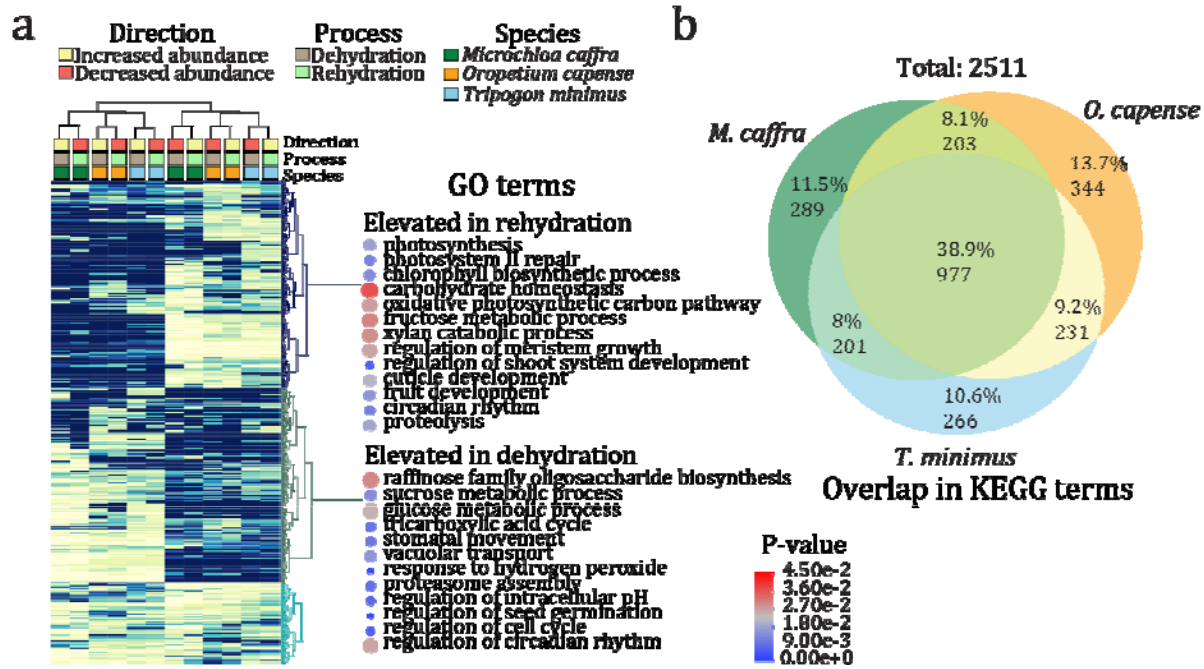 a
Direction
Increased abundance
Decreased abundance
Process
Dehydration
Rehydration
Species
Microchloa caffra
Oropetium capense
Tripogon minimus
Direction
Process
Species
GO terms
Elevated in rehydration
photosynthesis
photosystem II repair
chlorophyll biosynthetic process
carbohydrate homeostasis
oxidative photosynthetic carbon pathway
fructose metabolic process
xylan catabolic process
regulation of meristem growth
regulation of shoot system development
cuticle development
fruit development
circadian rhythm
proteolysis
Elevated in dehydration
raffinose family oligosaccharide biosynthesis
sucrose metabolic process
glucose metabolic process
tricarboxylic acid cycle
stomatal movement
vacuolar transport
response to hydrogen peroxide
proteasome assembly
regulation of intracellular pH
regulation of seed germination
regulation of cell cycle
regulation of circadian rhythm
b
Total: 2511
M. caffra
O. capense
8.1%
203
11.5%
289
13.7%
344
38.9%
977
8%
201
9.2%
231
10.6%
266
T. minimus
Overlap in KEGG terms
P-value
4.50e-2
3.60e-2
2.70e-2
1.80e-2
9.00e-3
0.00e+0